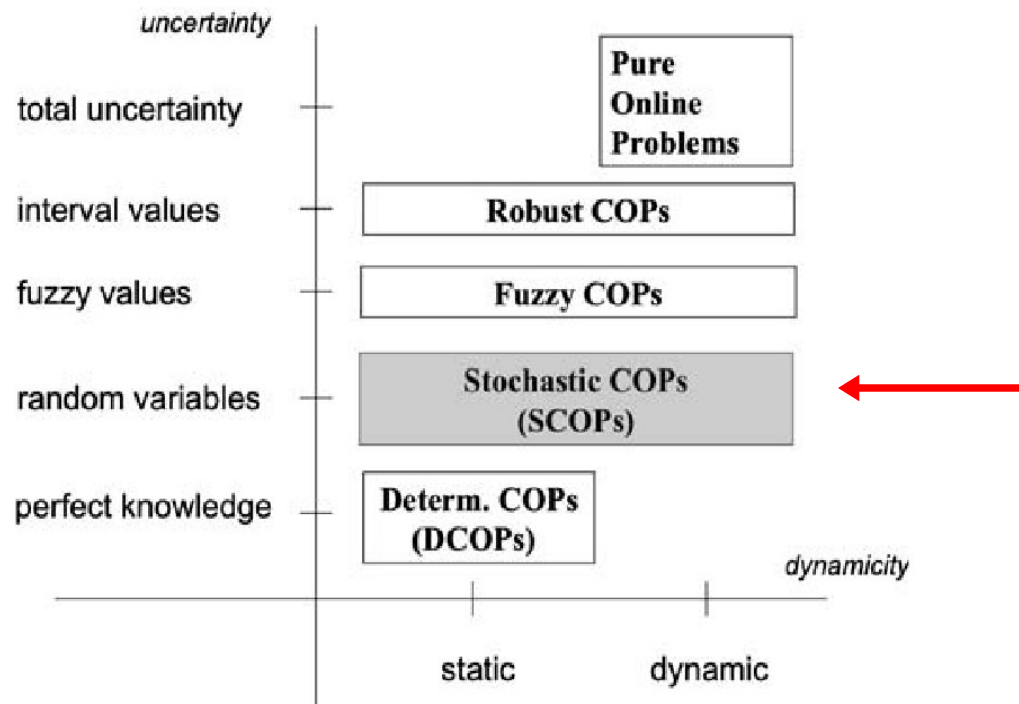 uncertainty
total uncertainty
Pure
Online
Problems
interval values
Robust COPs
fuzzy values
Fuzzy COPs
random variables
Stochastic COPs
(SCOPs)
perfect knowledge
Determ. COPs
(DCOPs)
dynamicity
static
dynamic